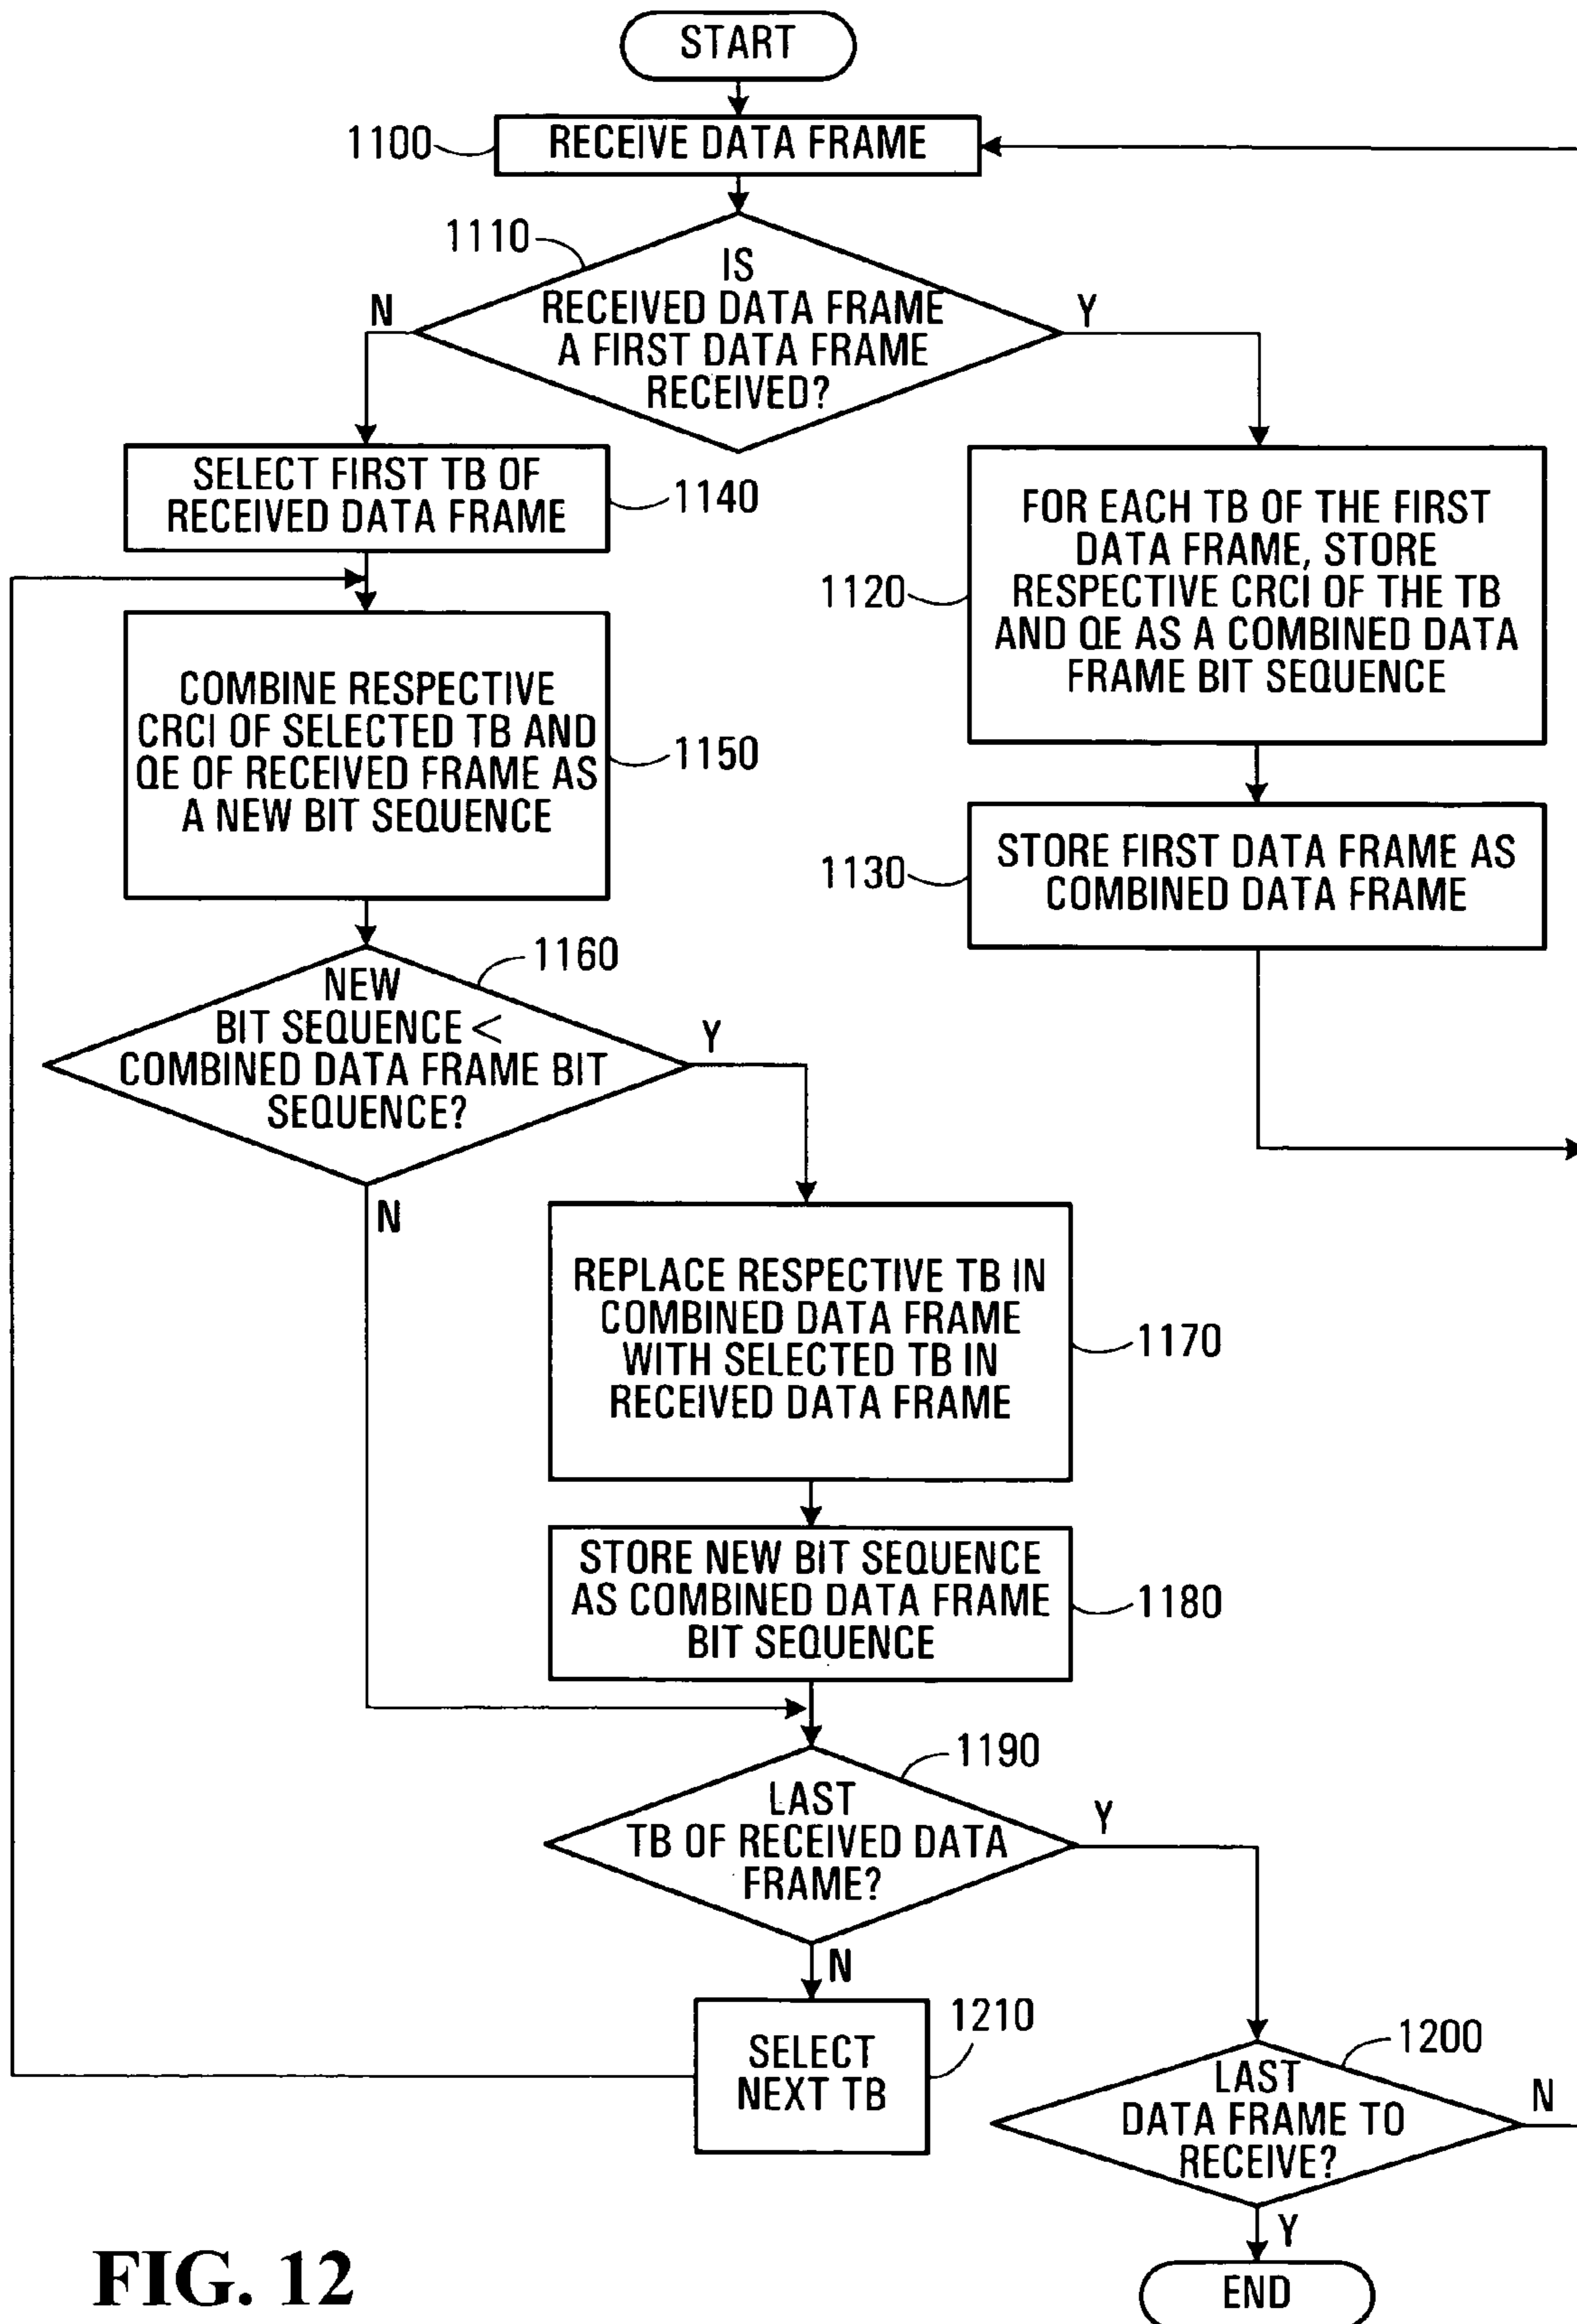 START
1100
RECEIVE DATA FRAME
1110
IS
RECEIVED DATA FRAME
A FIRST DATA FRAME
RECEIVED?
N
Y
SELECT FIRST TB OF
RECEIVED DATA FRAME
1140
FOR EACH TB OF THE FIRST
DATA FRAME, STORE
RESPECTIVE CRCI OF THE TB
AND QE AS A COMBINED DATA
FRAME BIT SEQUENCE
1120
COMBINE RESPECTIVE
CRCI OF SELECTED TB AND
QE OF RECEIVED FRAME AS
A NEW BIT SEQUENCE
1150
STORE FIRST DATA FRAME AS
COMBINED DATA FRAME
1130
1160
NEW
BIT SEQUENCE <
COMBINED DATA FRAME BIT
SEQUENCE?
Y
N
REPLACE RESPECTIVE TB IN
COMBINED DATA FRAME
WITH SELECTED TB IN
RECEIVED DATA FRAME
1170
STORE NEW BIT SEQUENCE
AS COMBINED DATA FRAME
BIT SEQUENCE
1180
1190
LAST
TB OF RECEIVED DATA
FRAME?
Y
N
1210
SELECT
NEXT TB
1200
LAST
DATA FRAME TO
RECEIVE?
N
Y
END
FIG. 12